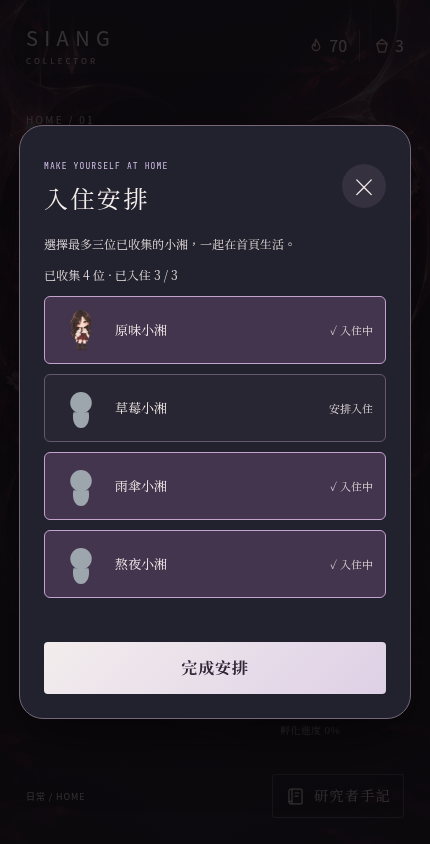 SIANG
COLLECTOR
70
3
HOME / 01
MAKE YOURSELF AT HOME
入住安排
選擇最多三位已收集的小湘，一起在首頁生活。
已收集 4 位 · 已入住 3 / 3
原味小湘
✓ 入住中
草莓小湘
安排入住
雨傘小湘
✓ 入住中
熬夜小湘
✓ 入住中
完成安排
孵化進度 0%
日常 / HOME
研究者手記